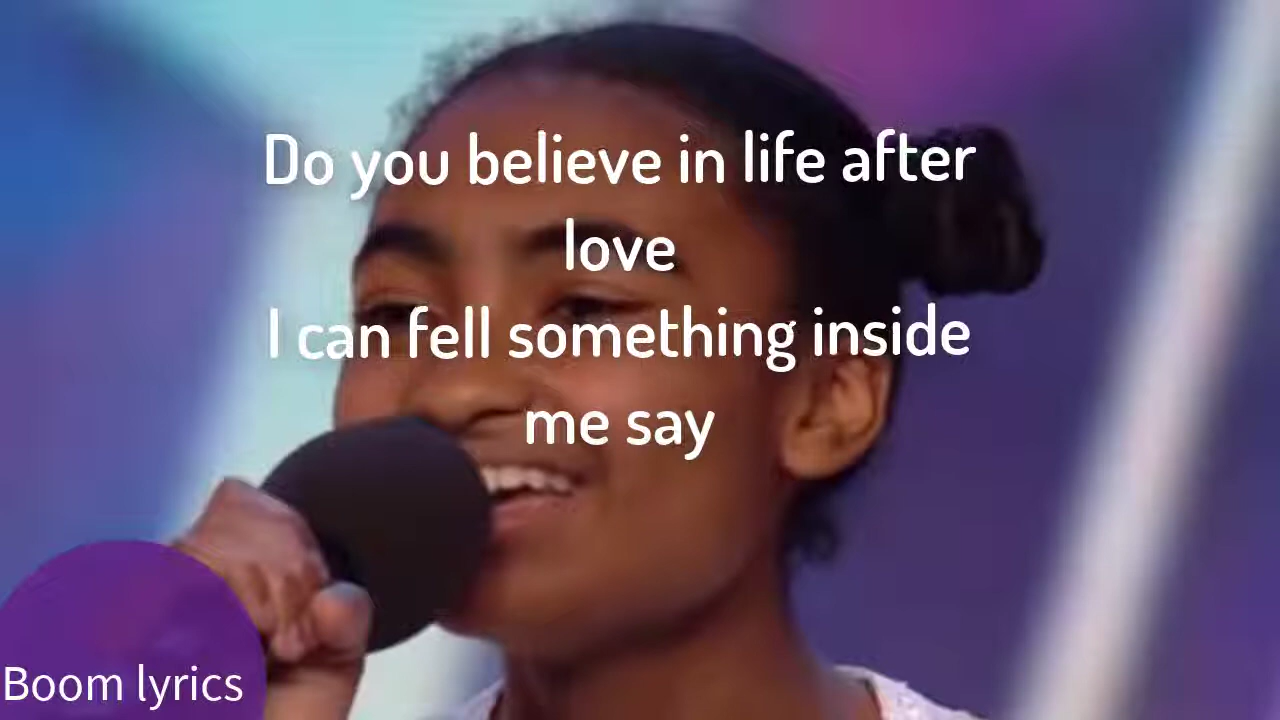 Do you believe in life after
love
I can fell something inside
me say
Boom lyrics